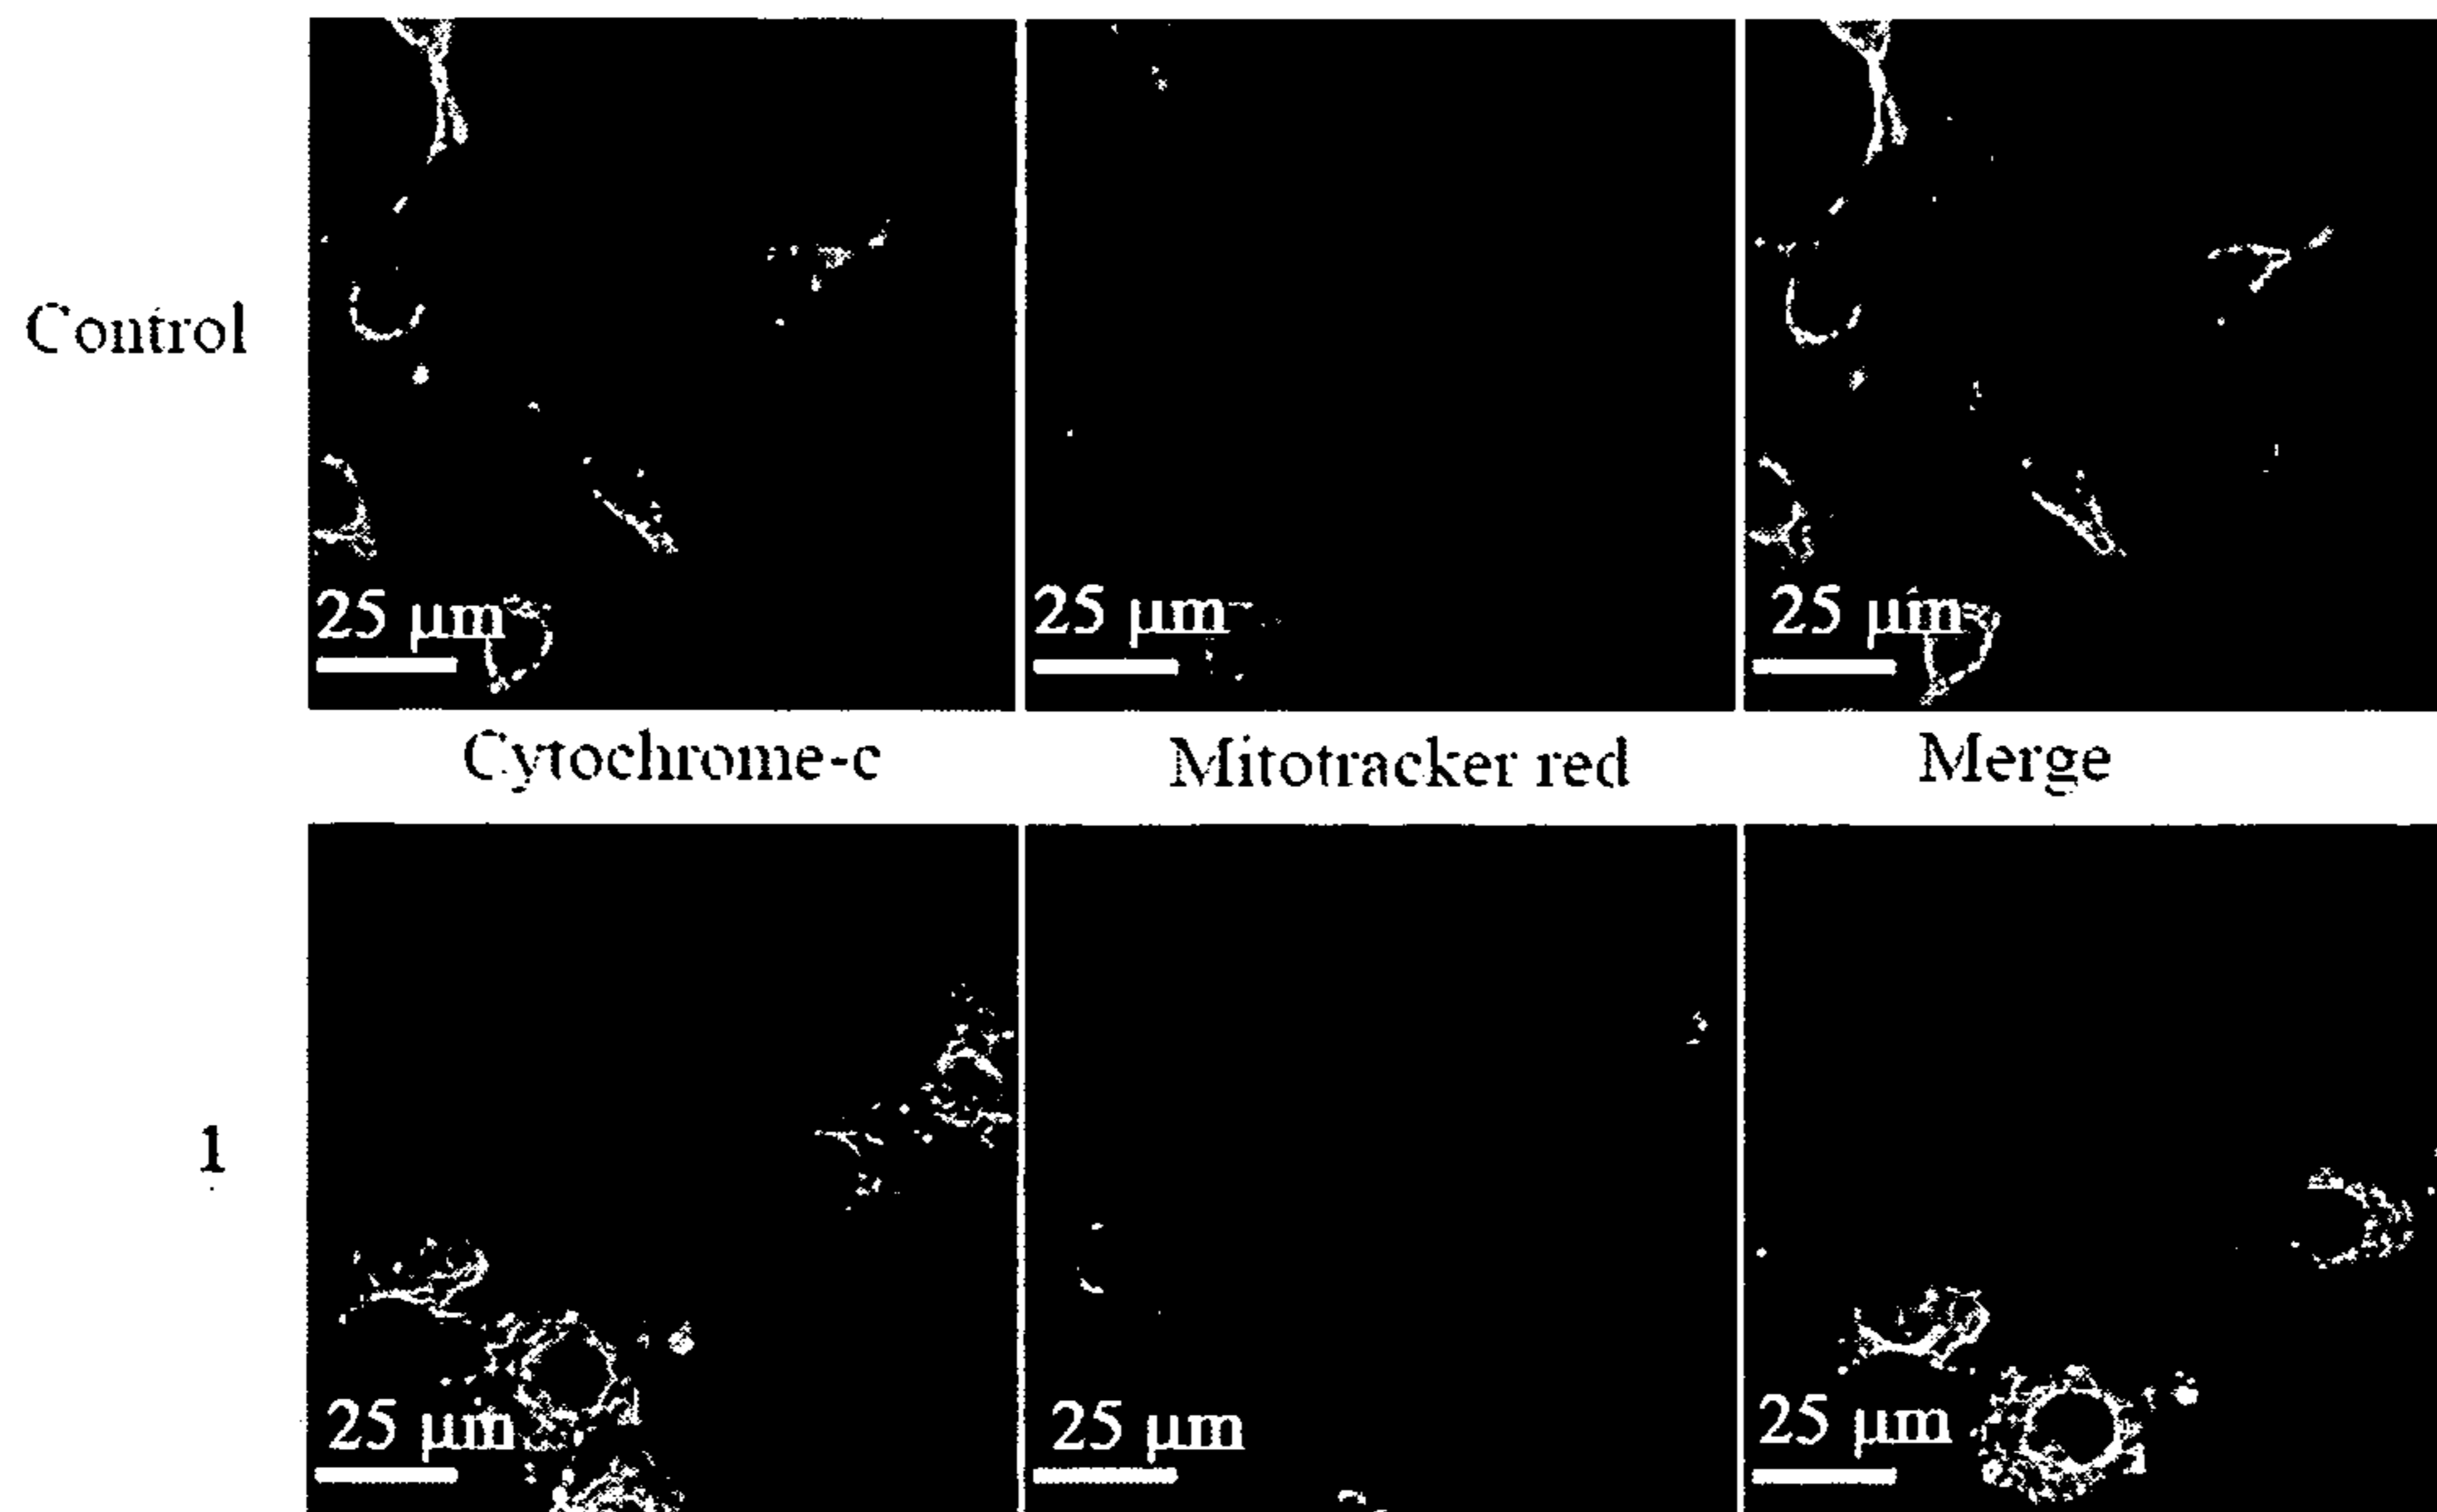 25 μm 25 μm 25 μm
Control
Cytochrome-c Mitotracker red Merge
1
25 μm 25 μm 25 μm